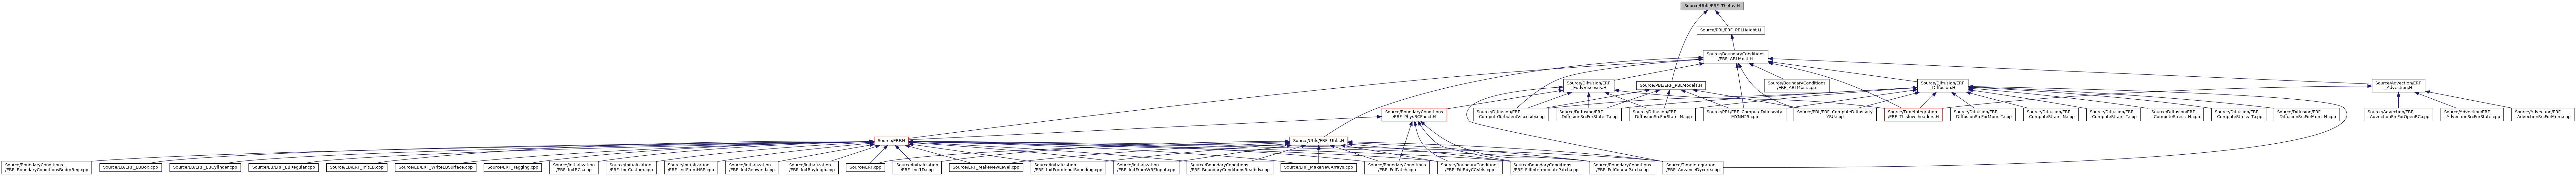 Source/Utils/ERF_Thetav.H
Source/PBL/ERF_PBLHeight.H
Source/BoundaryConditions
/ERF_ABLMost.H
Source/Diffusion/ERF
_EddyViscosity.H
Source/PBL/ERF_PBLModels.H
Source/BoundaryConditions
/ERF_ABLMost.cpp
Source/Diffusion/ERF
_Diffusion.H
Source/Advection/ERF
_Advection.H
Source/BoundaryConditions
/ERF_PhysBCFunct.H
Source/Diffusion/ERF
_ComputeTurbulentViscosity.cpp
Source/Diffusion/ERF
_DiffusionSrcForState_T.cpp
Source/Diffusion/ERF
_DiffusionSrcForState_N.cpp
Source/PBL/ERF_ComputeDiffusivity
MYNN25.cpp
Source/PBL/ERF_ComputeDiffusivity
YSU.cpp
Source/TimeIntegration
/ERF_TI_slow_headers.H
Source/Diffusion/ERF
_DiffusionSrcForMom_T.cpp
Source/Diffusion/ERF
_ComputeStrain_N.cpp
Source/Diffusion/ERF
_ComputeStrain_T.cpp
Source/Diffusion/ERF
_ComputeStress_N.cpp
Source/Diffusion/ERF
_ComputeStress_T.cpp
Source/Diffusion/ERF
_DiffusionSrcForMom_N.cpp
Source/Advection/ERF
_AdvectionSrcForOpenBC.cpp
Source/Advection/ERF
_AdvectionSrcForState.cpp
Source/Advection/ERF
_AdvectionSrcForMom.cpp
Source/ERF.H
Source/Utils/ERF_Utils.H
Source/BoundaryConditions
/ERF_BoundaryConditionsBndryReg.cpp
Source/EB/ERF_EBBox.cpp
Source/EB/ERF_EBCylinder.cpp
Source/EB/ERF_EBRegular.cpp
Source/EB/ERF_InitEB.cpp
Source/EB/ERF_WriteEBSurface.cpp
Source/ERF_Tagging.cpp
Source/Initialization
/ERF_InitBCs.cpp
Source/Initialization
/ERF_InitCustom.cpp
Source/Initialization
/ERF_InitFromHSE.cpp
Source/Initialization
/ERF_InitGeowind.cpp
Source/Initialization
/ERF_InitRayleigh.cpp
Source/ERF.cpp
Source/Initialization
/ERF_Init1D.cpp
Source/ERF_MakeNewLevel.cpp
Source/Initialization
/ERF_InitFromInputSounding.cpp
Source/Initialization
/ERF_InitFromWRFInput.cpp
Source/BoundaryConditions
/ERF_BoundaryConditionsRealbdy.cpp
Source/ERF_MakeNewArrays.cpp
Source/BoundaryConditions
/ERF_FillPatch.cpp
Source/BoundaryConditions
/ERF_FillBdyCCVels.cpp
Source/BoundaryConditions
/ERF_FillIntermediatePatch.cpp
Source/BoundaryConditions
/ERF_FillCoarsePatch.cpp
Source/TimeIntegration
/ERF_AdvanceDycore.cpp